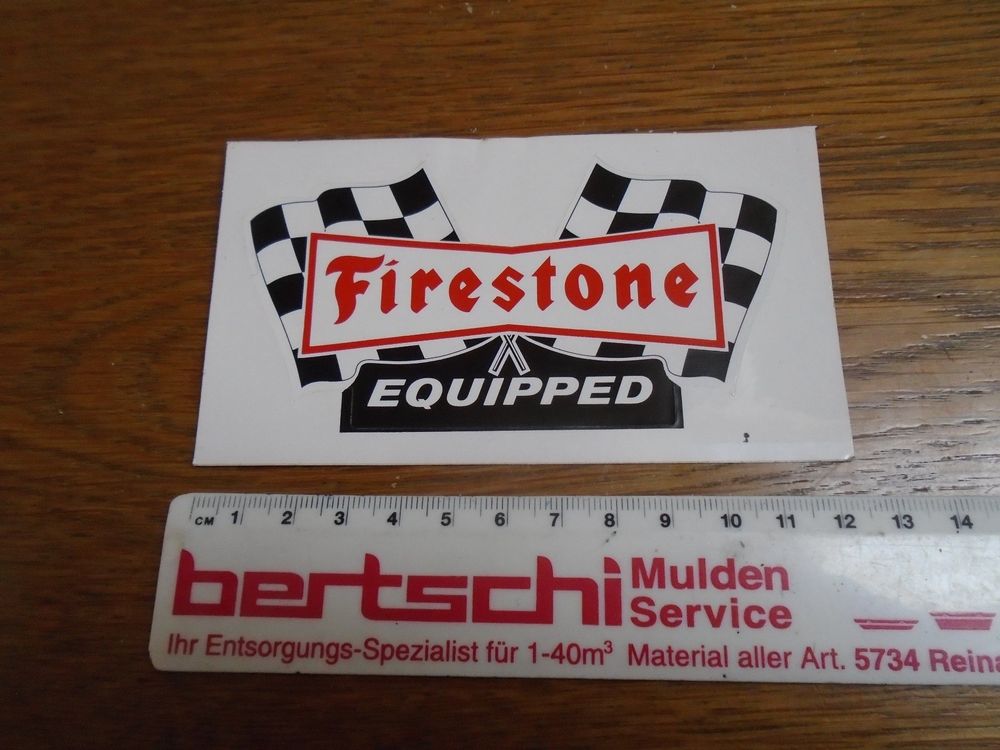 Firestone
EQUIPPED
CM 1 2 3 4 5 6 7 8 9 10 11 12 13 14
bertschi Mulden
Service
Ihr Entsorgungs-Spezialist für 1-40m³ Material aller Art. 5734 Reina